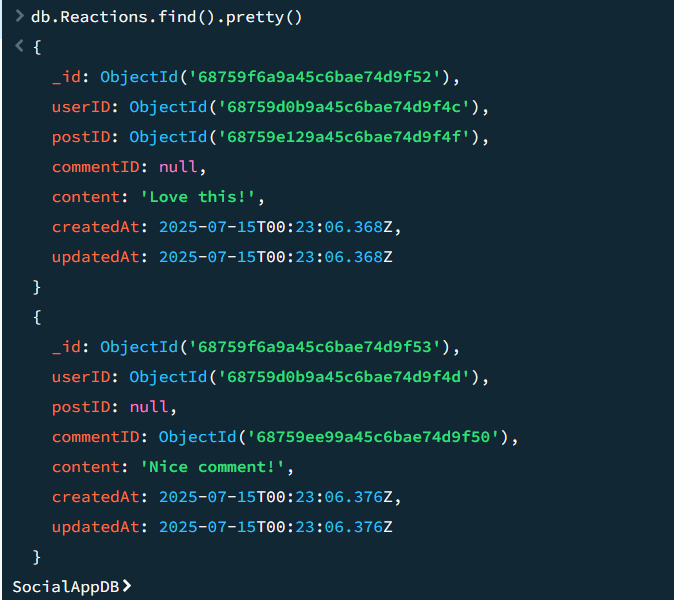 > db.Reactions.find().pretty()
< {
_id: ObjectId('68759f6a9a45c6bae74d9f52'),
userID: ObjectId('68759d0b9a45c6bae74d9f4c'),
postID: ObjectId('68759e129a45c6bae74d9f4f'),
commentID: null,
content: 'Love this!',
createdAt: 2025-07-15T00:23:06.368Z,
updatedAt: 2025-07-15T00:23:06.368Z
}
{
_id: ObjectId('68759f6a9a45c6bae74d9f53'),
userID: ObjectId('68759d0b9a45c6bae74d9f4d'),
postID: null,
commentID: ObjectId('68759ee99a45c6bae74d9f50'),
content: 'Nice comment!',
createdAt: 2025-07-15T00:23:06.376Z,
updatedAt: 2025-07-15T00:23:06.376Z
}
SocialAppDB>